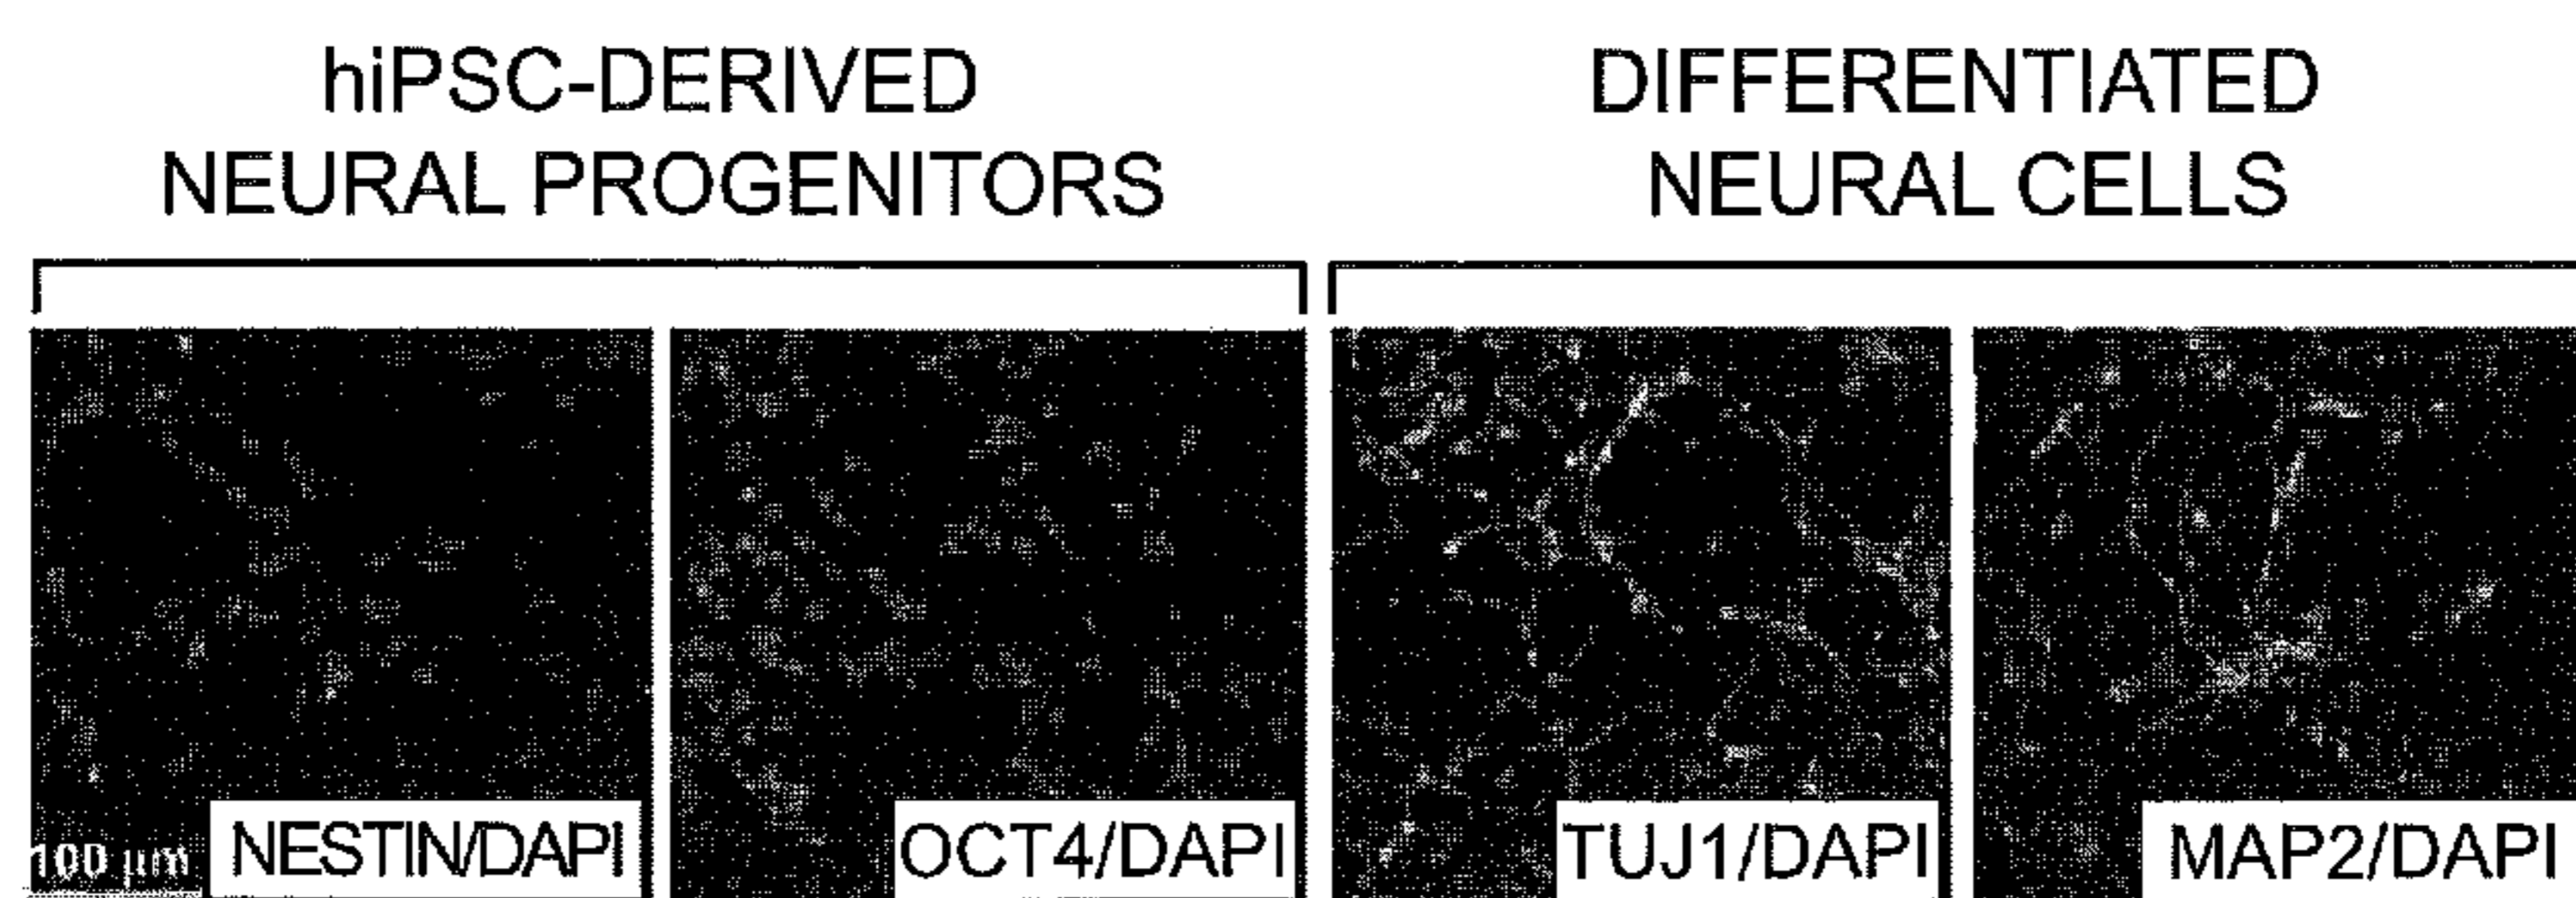 hiPSC-DERIVED
NEURAL PROGENITORS
DIFFERENTIATED
NEURAL CELLS
NESTIN/DAPI
OCT4/DAPI
TUJ1/DAPI
MAP2/DAPI
100 µm